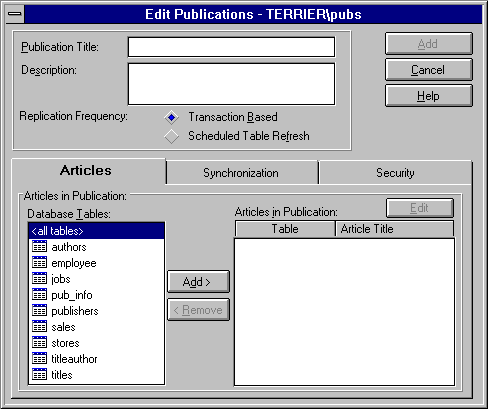 Edit Publications - TERRIER\pubs
Publication Title:
Add
Description:
Cancel
Help
Replication Frequency:
Transaction Based
Scheduled Table Refresh
Articles
Synchronization
Security
Articles in Publication:
Database Tables:
Articles in Publication:
Edit
<all tables>
Table
Article Title
authors
employee
jobs
Add >
pub_info
publishers
< Remove
sales
stores
titleauthor
titles